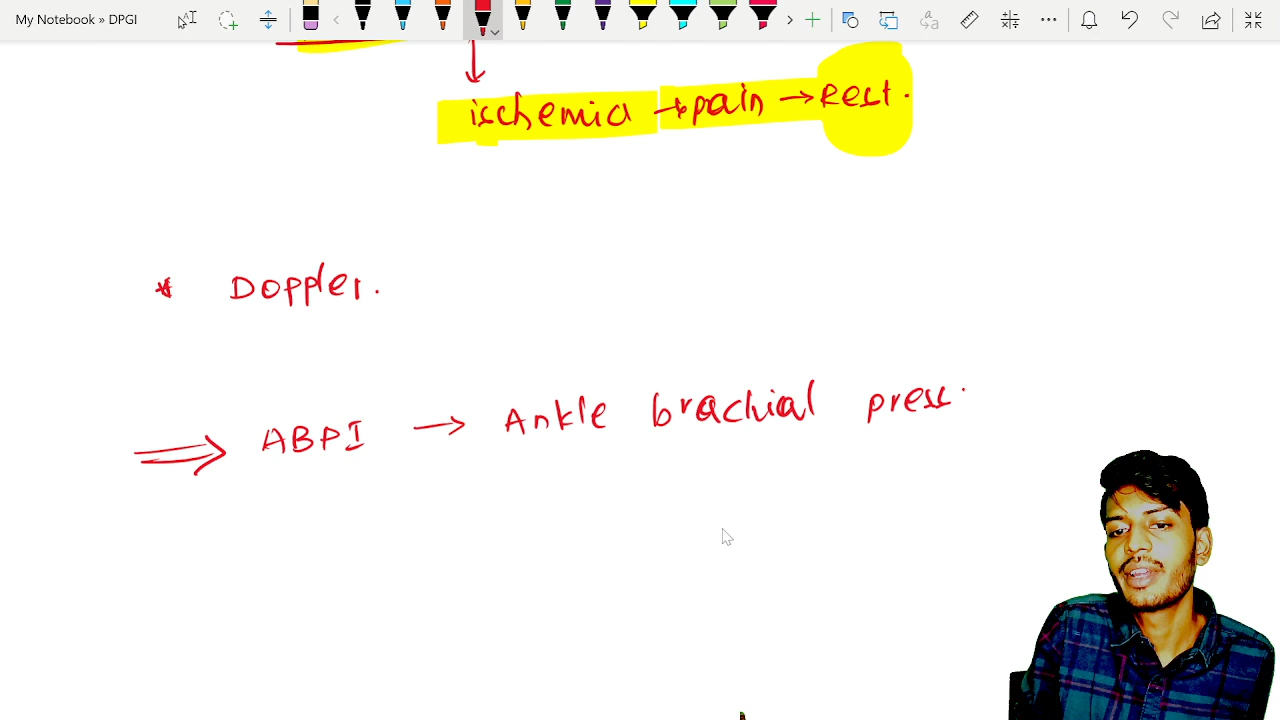 My Notebook » DPGI
ischemia → pain → Rest.
* Doppler.
⇒ ABPI → Ankle brachial press.